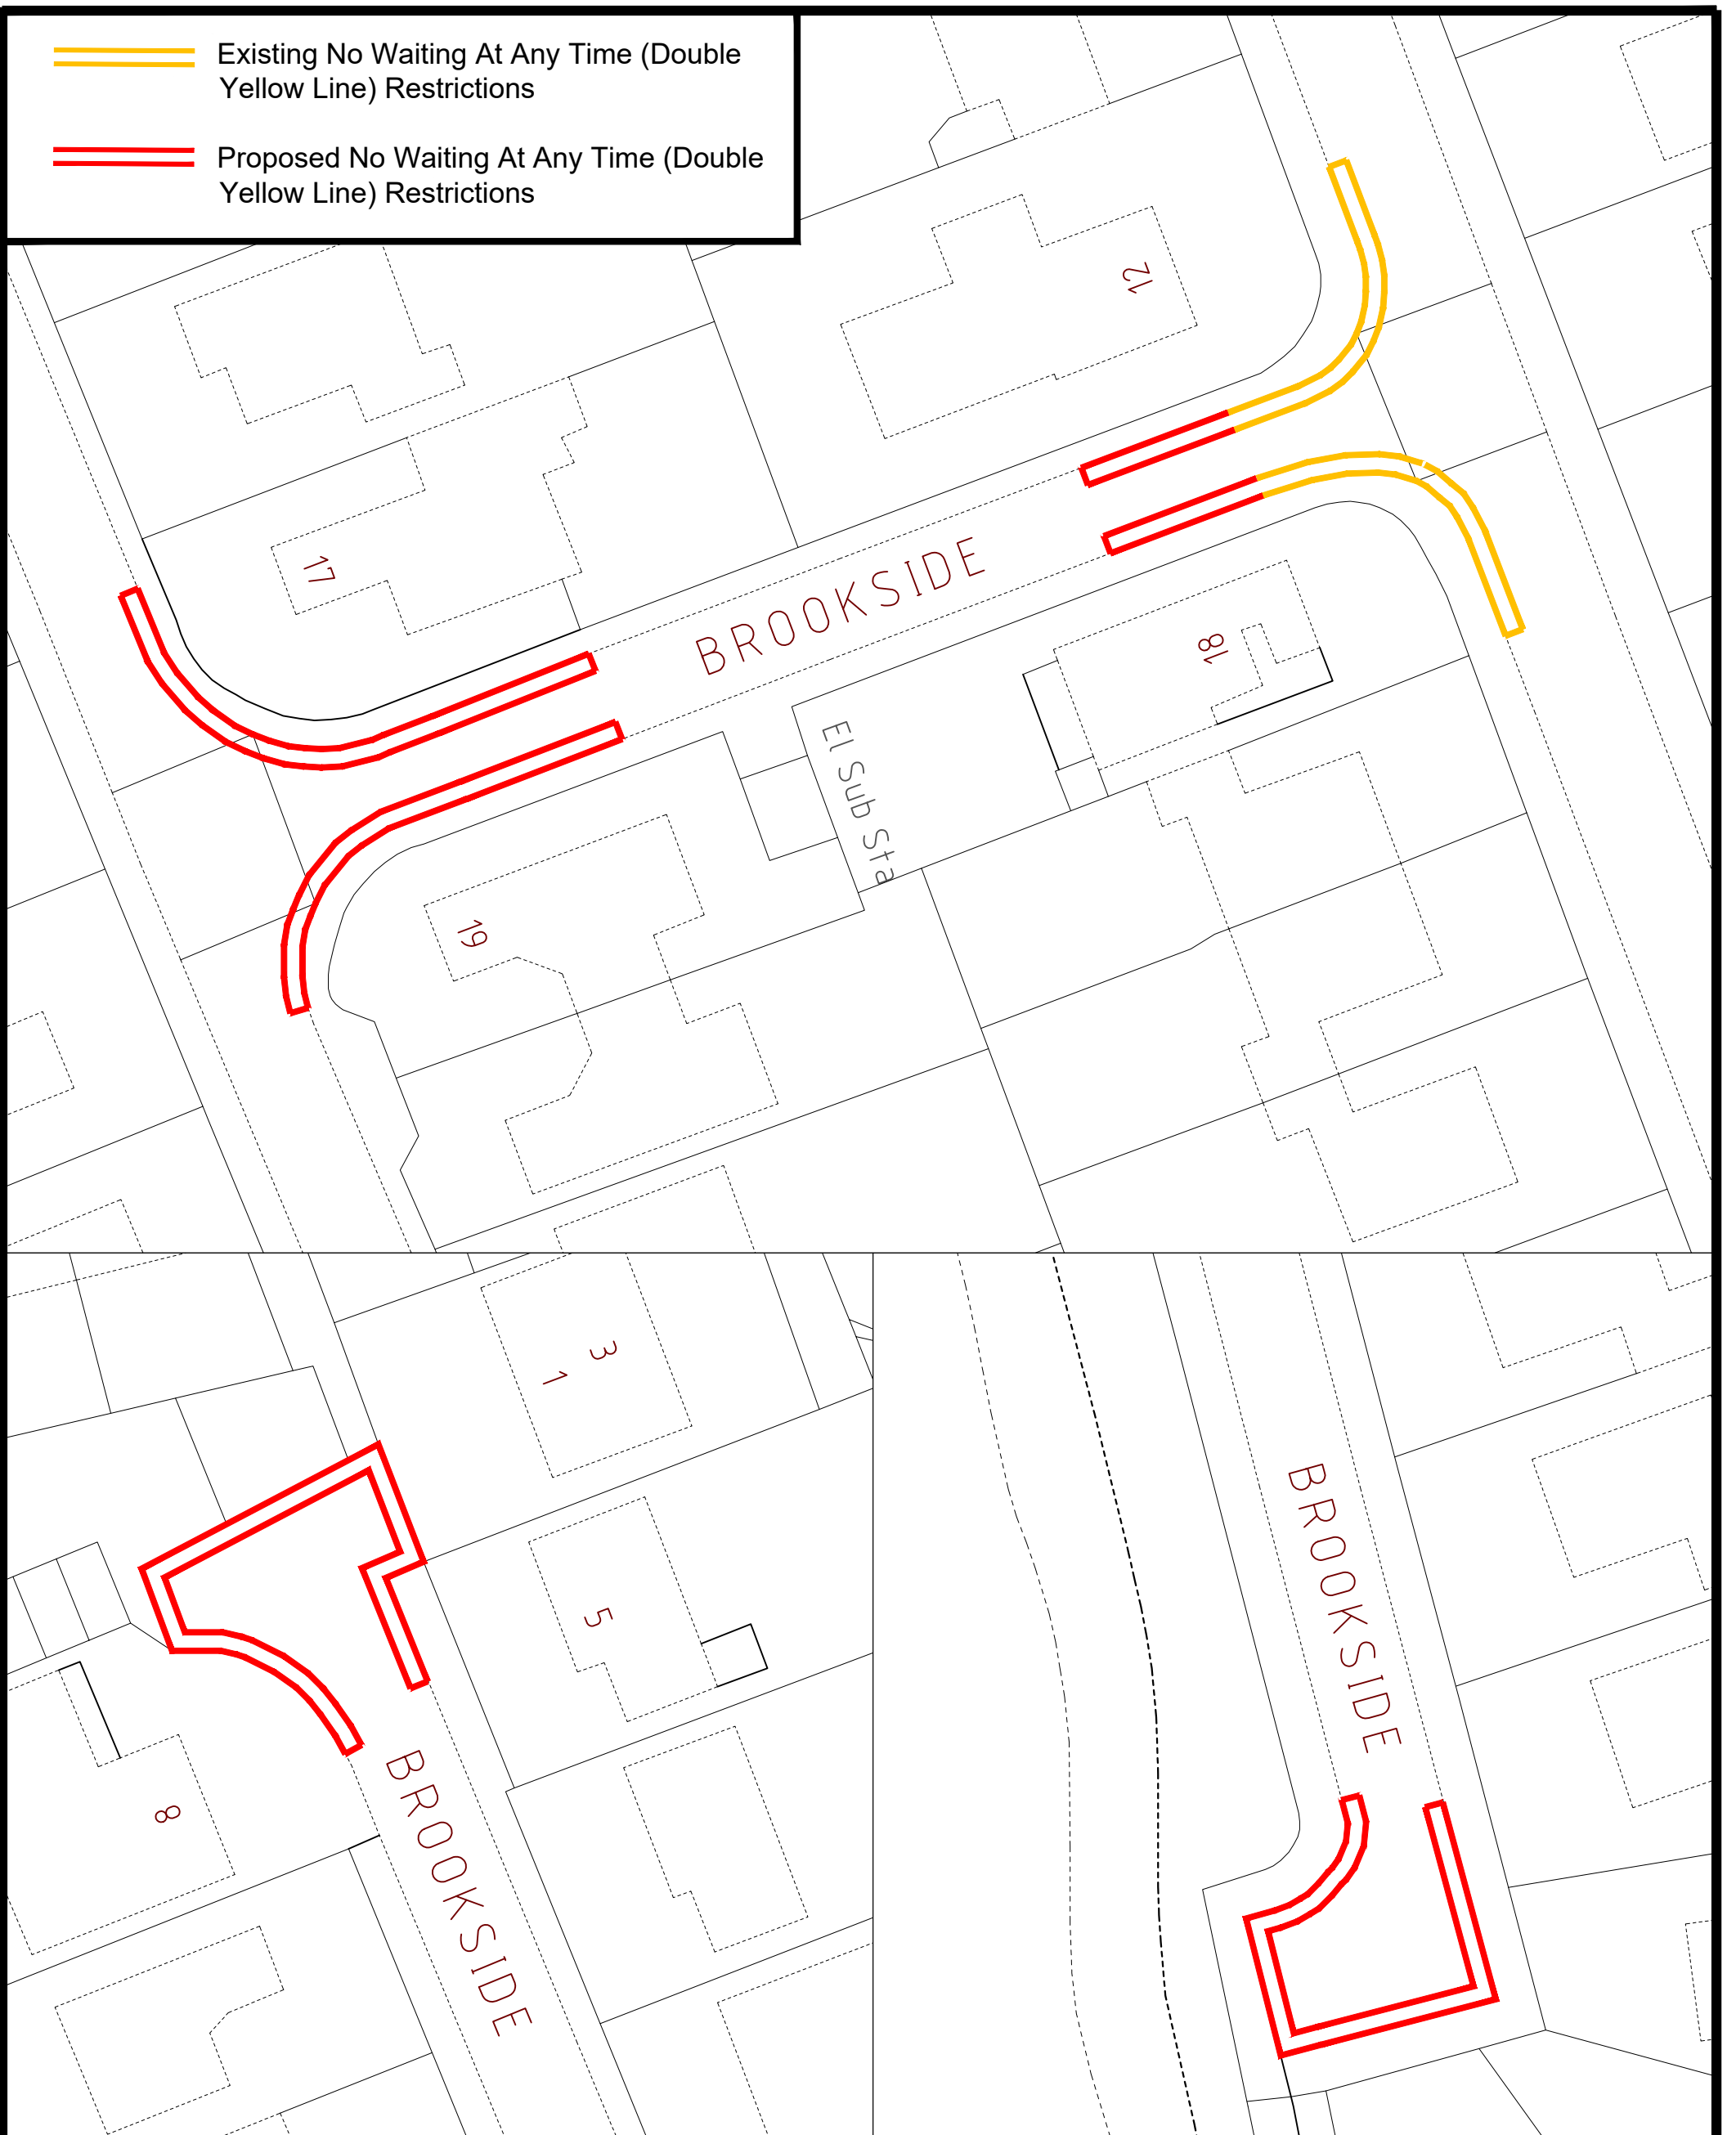 Existing No Waiting At Any Time (Double
Yellow Line) Restrictions
Proposed No Waiting At Any Time (Double
Yellow Line) Restrictions
12
17
BROOKSIDE
18
El Sub Sta
19
3
1
5
8
BROOKSIDE
BROOKSIDE